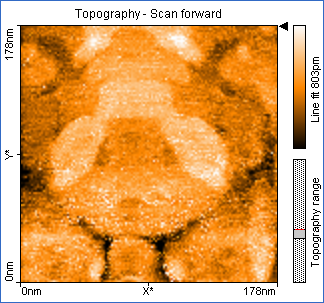 Topography - Scan forward
178nm
Y*
0nm
0nm
X*
178nm
Line fit 803pm
Topography range